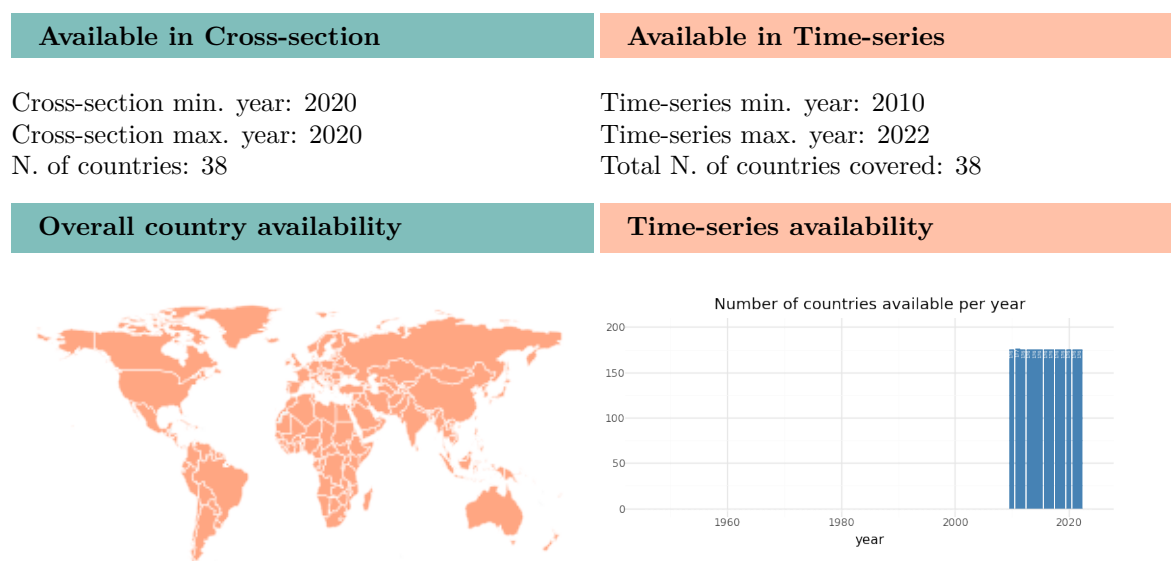 Available in Cross-section
Available in Time-series
Cross-section min. year: 2020
Cross-section max. year: 2020
N. of countries: 38
Time-series min. year: 2010
Time-series max. year: 2022
Total N. of countries covered: 38
Overall country availability
Time-series availability
Number of countries available per year
200
150
100
50
0
1960
1980
2000
2020
year